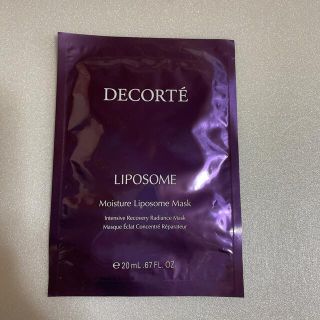 DECORTÉ
LIPOSOME
Moisture Liposome Mask
Intensive Recovery Radiance Mask
Masque Éclat Concentré Réparateur
℮ 20 mL .67 FL. OZ